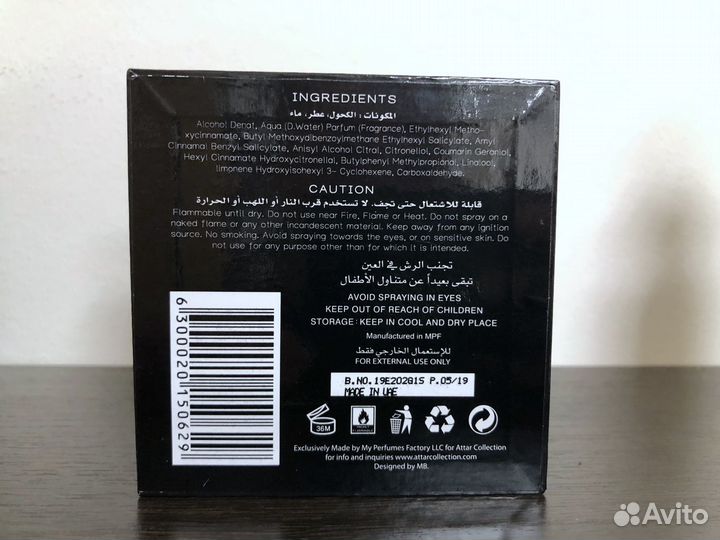 INGREDIENTS
المكونات : الكحول، عطر، ماء
Alcohol Denat, Aqua (D.Water) Parfum (Fragrance), Ethylhexyl Metho-
xycinnamate, Butyl Methoxydibenzoylmethane Ethylhexyl Salicylate, Amyl
Cinnamal Benzyl Salicylate, Anisyl Alcohol Citral, Citronellol, Coumarin Geraniol,
Hexyl Cinnamate Hydroxycitronellal, Butylphenyl Methylpropional, Linalool,
limonene Hydroxyisohexyl 3- Cyclohexene, Carboxaldehyde.
CAUTION
قابلة للاشتعال حتى تجف. لا تستخدم قرب النار أو اللهب أو الحرارة
Flammable until dry. Do not use near Fire, Flame or Heat. Do not spray on a
naked flame or any other incandescent material. Keep away from any ignition
source. No smoking. Avoid spraying towards the eyes, or on sensitive skin. Do
not use for any purpose other than for which it is intended.
تجنب الرش في العين
تبقى بعيداً عن متناول الأطفال
AVOID SPRAYING IN EYES
KEEP OUT OF REACH OF CHILDREN
STORAGE : KEEP IN COOL AND DRY PLACE
Manufactured in MPF
للإستعمال الخارجي فقط
FOR EXTERNAL USE ONLY
B.NO.19E202815 P.05/19
MADE IN UAE
36M
6300020150629
Exclusively Made by My Perfumes Factory LLC for Attar Collection
for info and inquiries www.attarcollection.com
Designed by MB.
Avito